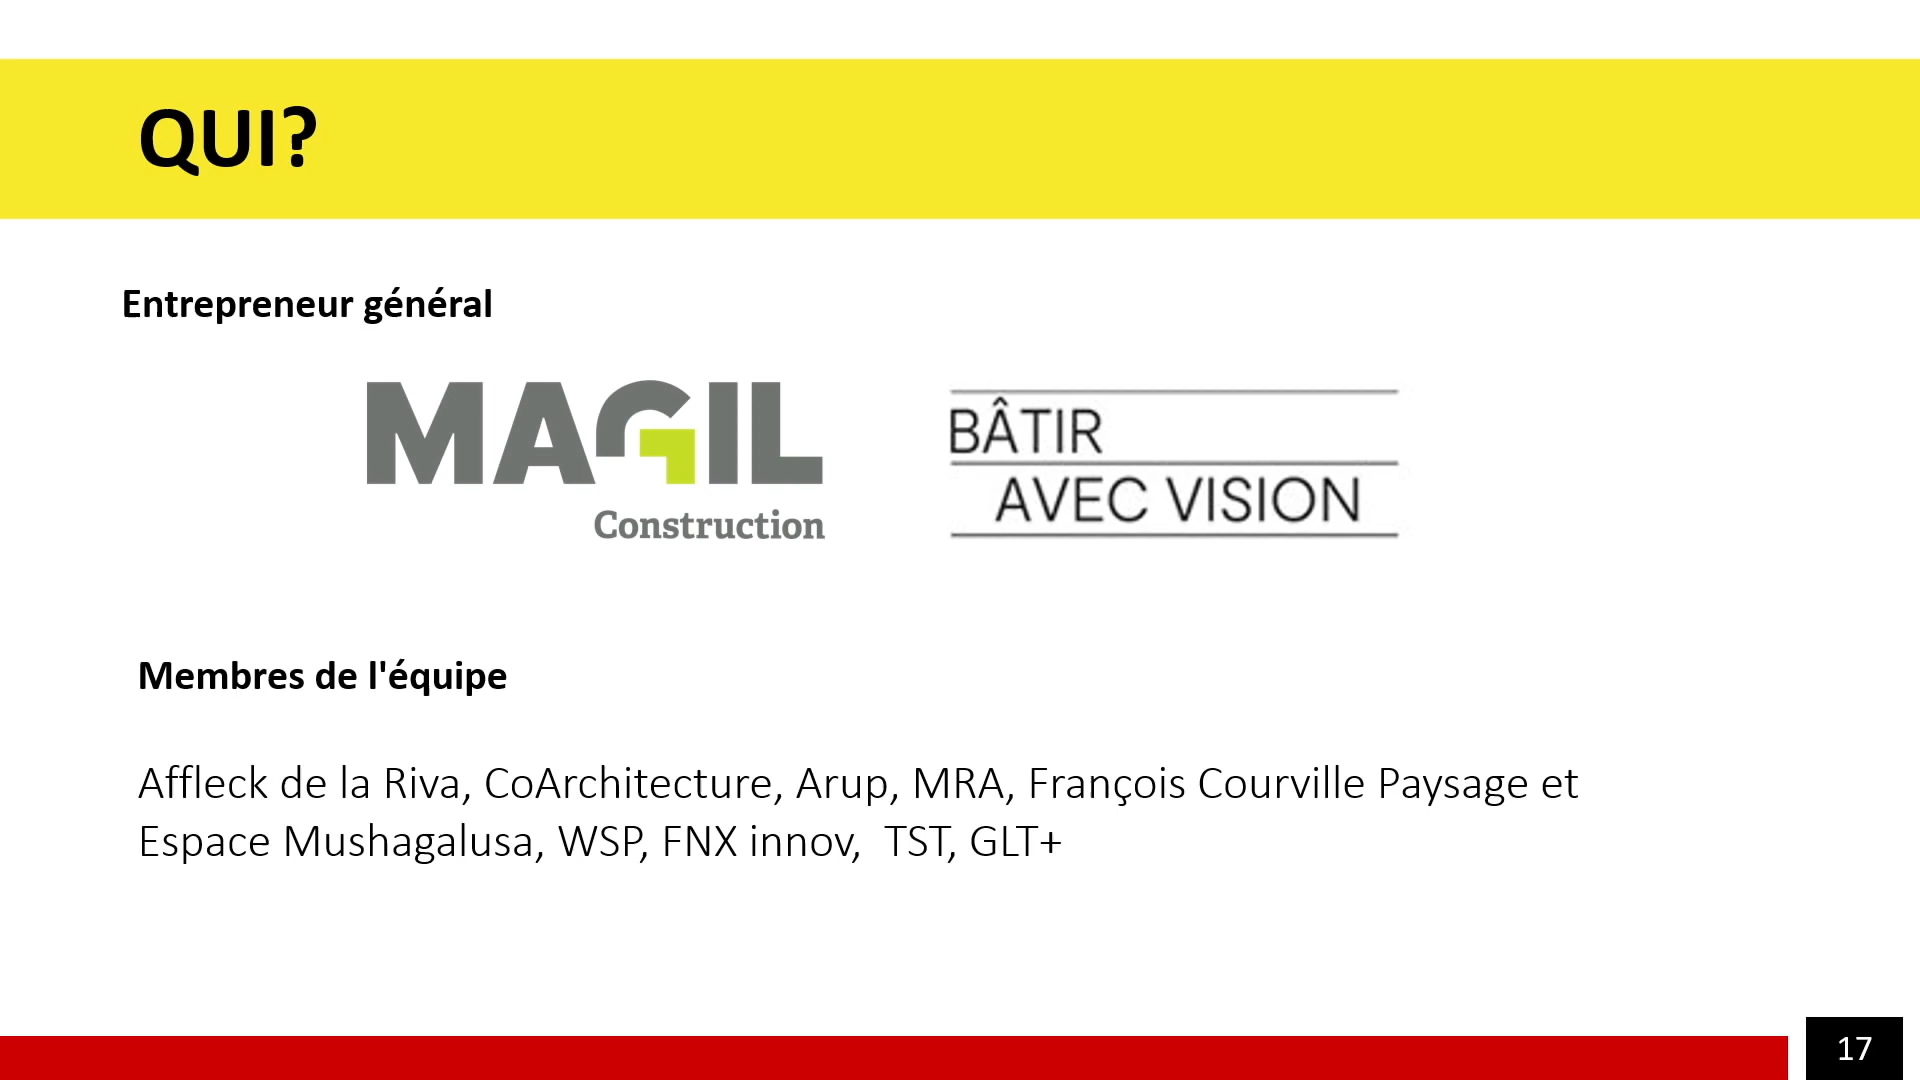 QUI?
Entrepreneur général
MAGIL
Construction
BÂTIR
AVEC VISION
Membres de l'équipe
Affleck de la Riva, CoArchitecture, Arup, MRA, François Courville Paysage et
Espace Mushagalusa, WSP, FNX innov,  TST, GLT+
17